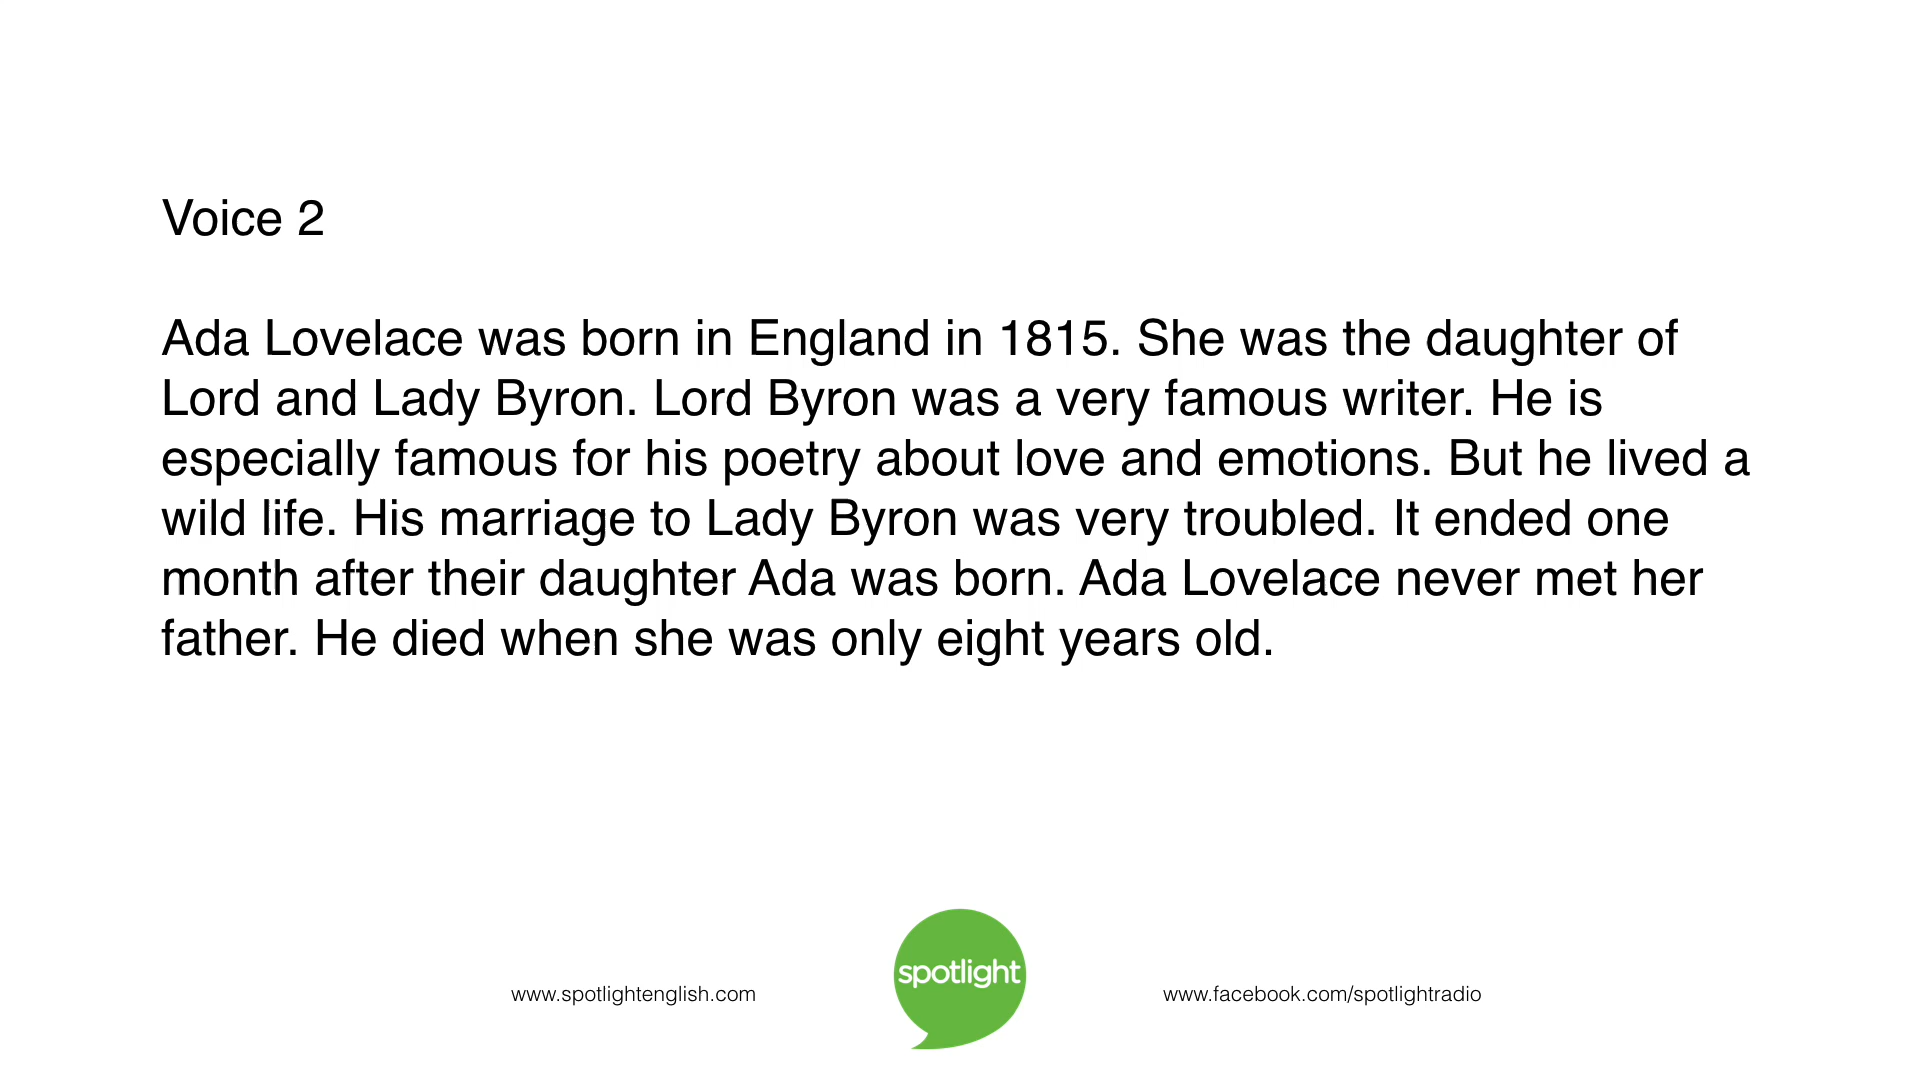 Voice 2
Ada Lovelace was born in England in 1815. She was the daughter of
Lord and Lady Byron. Lord Byron was a very famous writer. He is
especially famous for his poetry about love and emotions. But he lived a
wild life. His marriage to Lady Byron was very troubled. It ended one
month after their daughter Ada was born. Ada Lovelace never met her
father. He died when she was only eight years old.
www.spotlightenglish.com
spotlight
www.facebook.com/spotlightradio